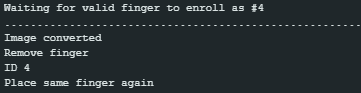 Waiting for valid finger to enroll as #4
............................................................
Image converted
Remove finger
ID 4
Place same finger again